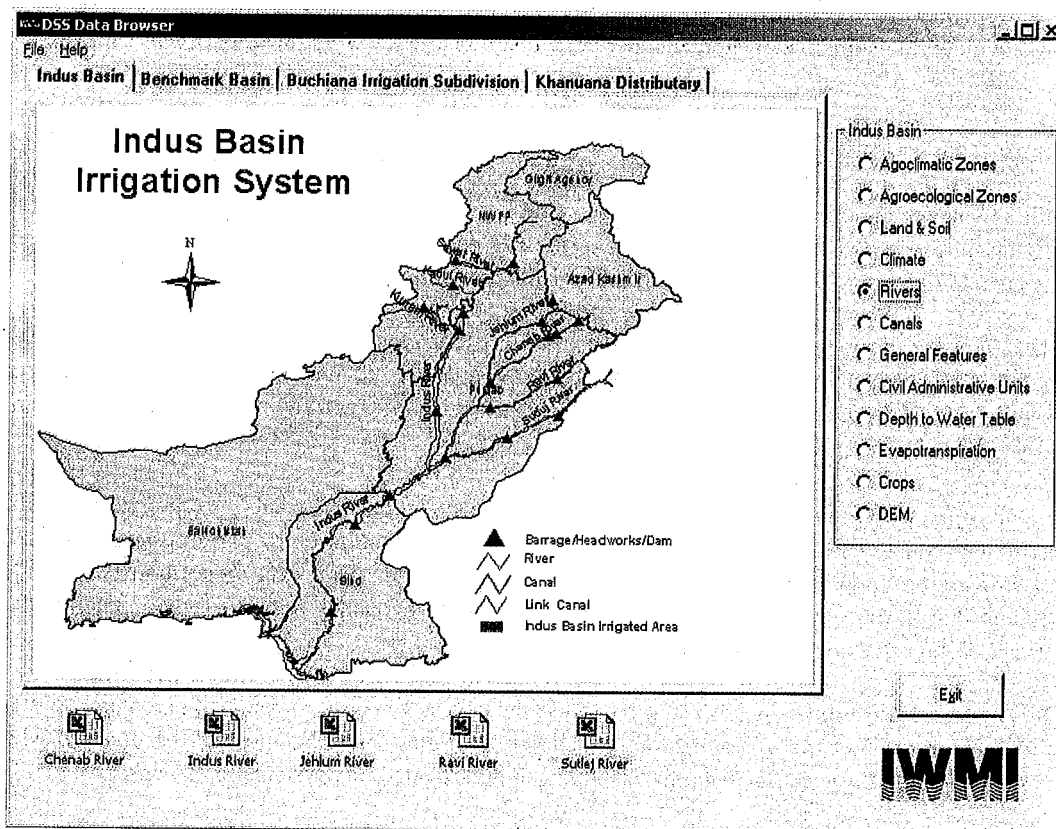 DSS Data Browser
File Help
Indus Basin Benchmark Basin Buchiana Irrigation Subdivision Khanuana Distributary
Indus Basin
Irrigation System
N
Gilgit Agency
NWFP
Swat River
Kabul River
Kurram River
Azad Kashmir
Jehlum River
Chenab River
Indus River
Punjab
Ravi River
Sutlej River
Indus River
Balochistan
Sind
Barrage/Headworks/Dam
River
Canal
Link Canal
Indus Basin Irrigated Area
Indus Basin
Agoclimatic Zones
Agroecological Zones
Land & Soil
Climate
Rivers
Canals
General Features
Civil Administrative Units
Depth to Water Table
Evapotranspiration
Crops
DEM
Exit
Chenab River
Indus River
Jehlum River
Ravi River
Sutlej River
IWMI